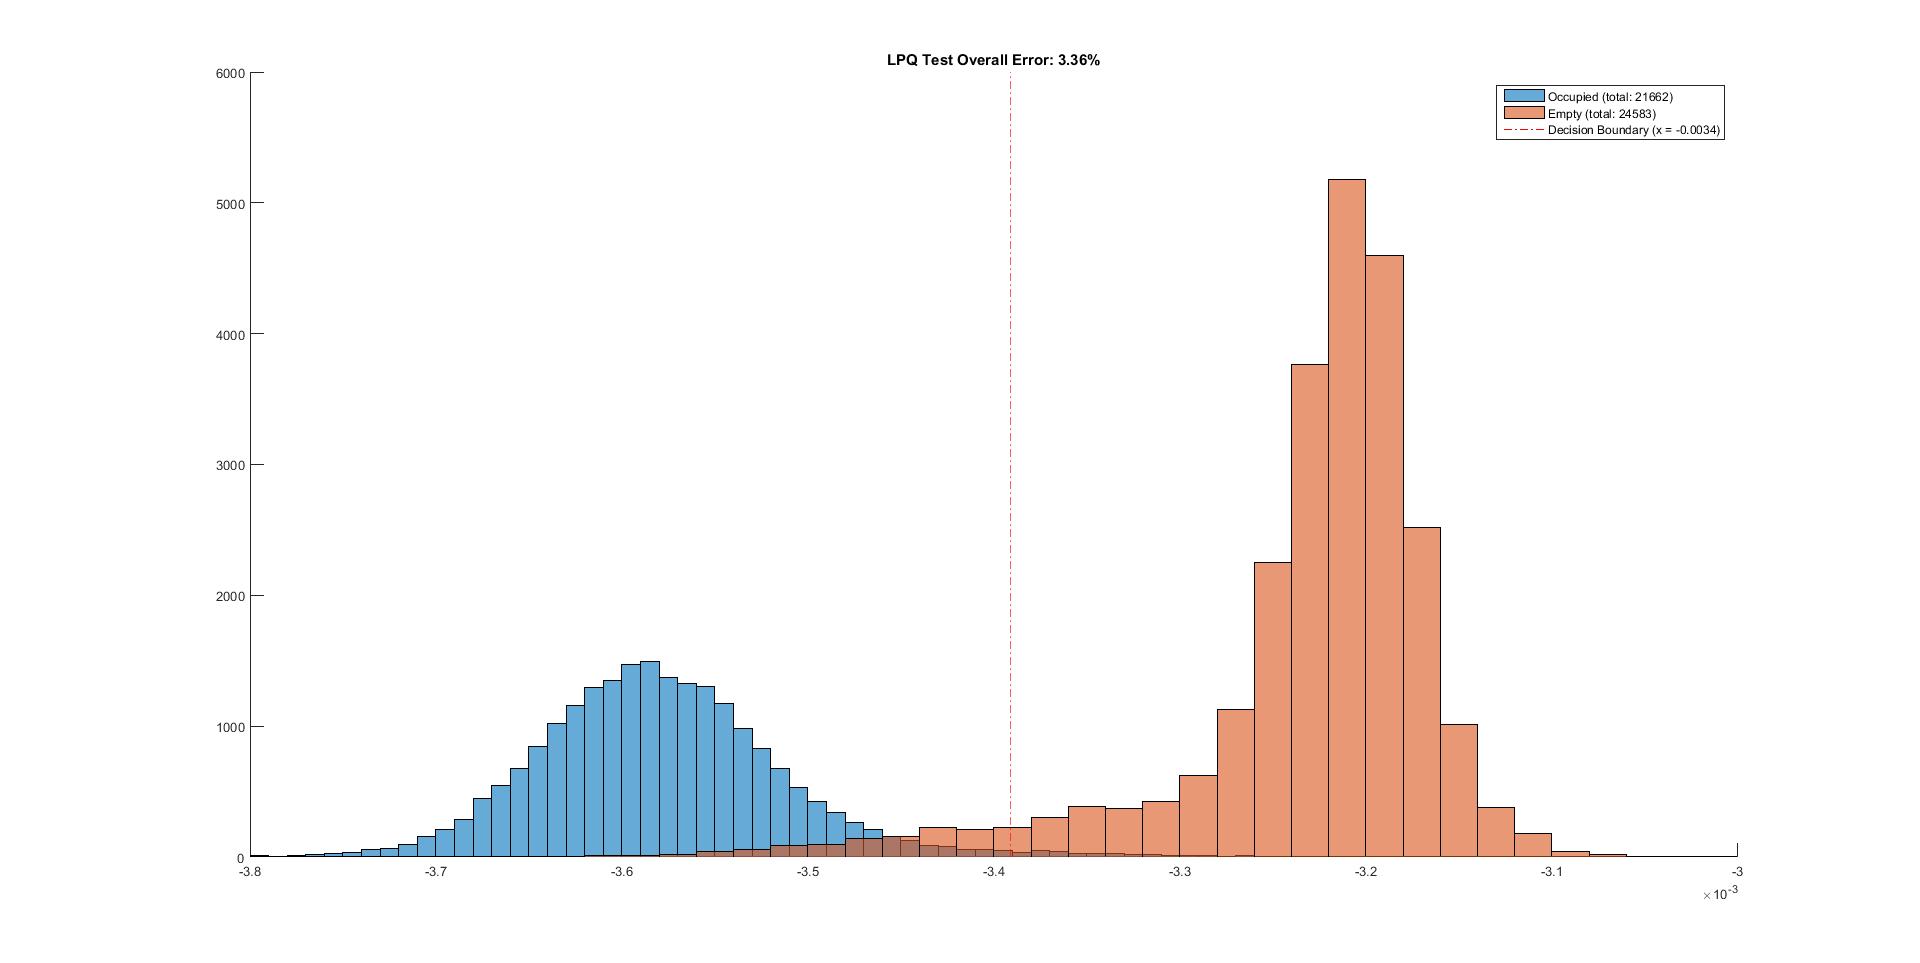 LPQ Test Overall Error: 3.36%
6000
5000
4000
3000
2000
1000
0
Occupied (total: 21662)
Empty (total: 24583)
Decision Boundary (x = -0.0034)
-3.8 -3.7 -3.6 -3.5 -3.4 -3.3 -3.2 -3.1 -3
×10-3